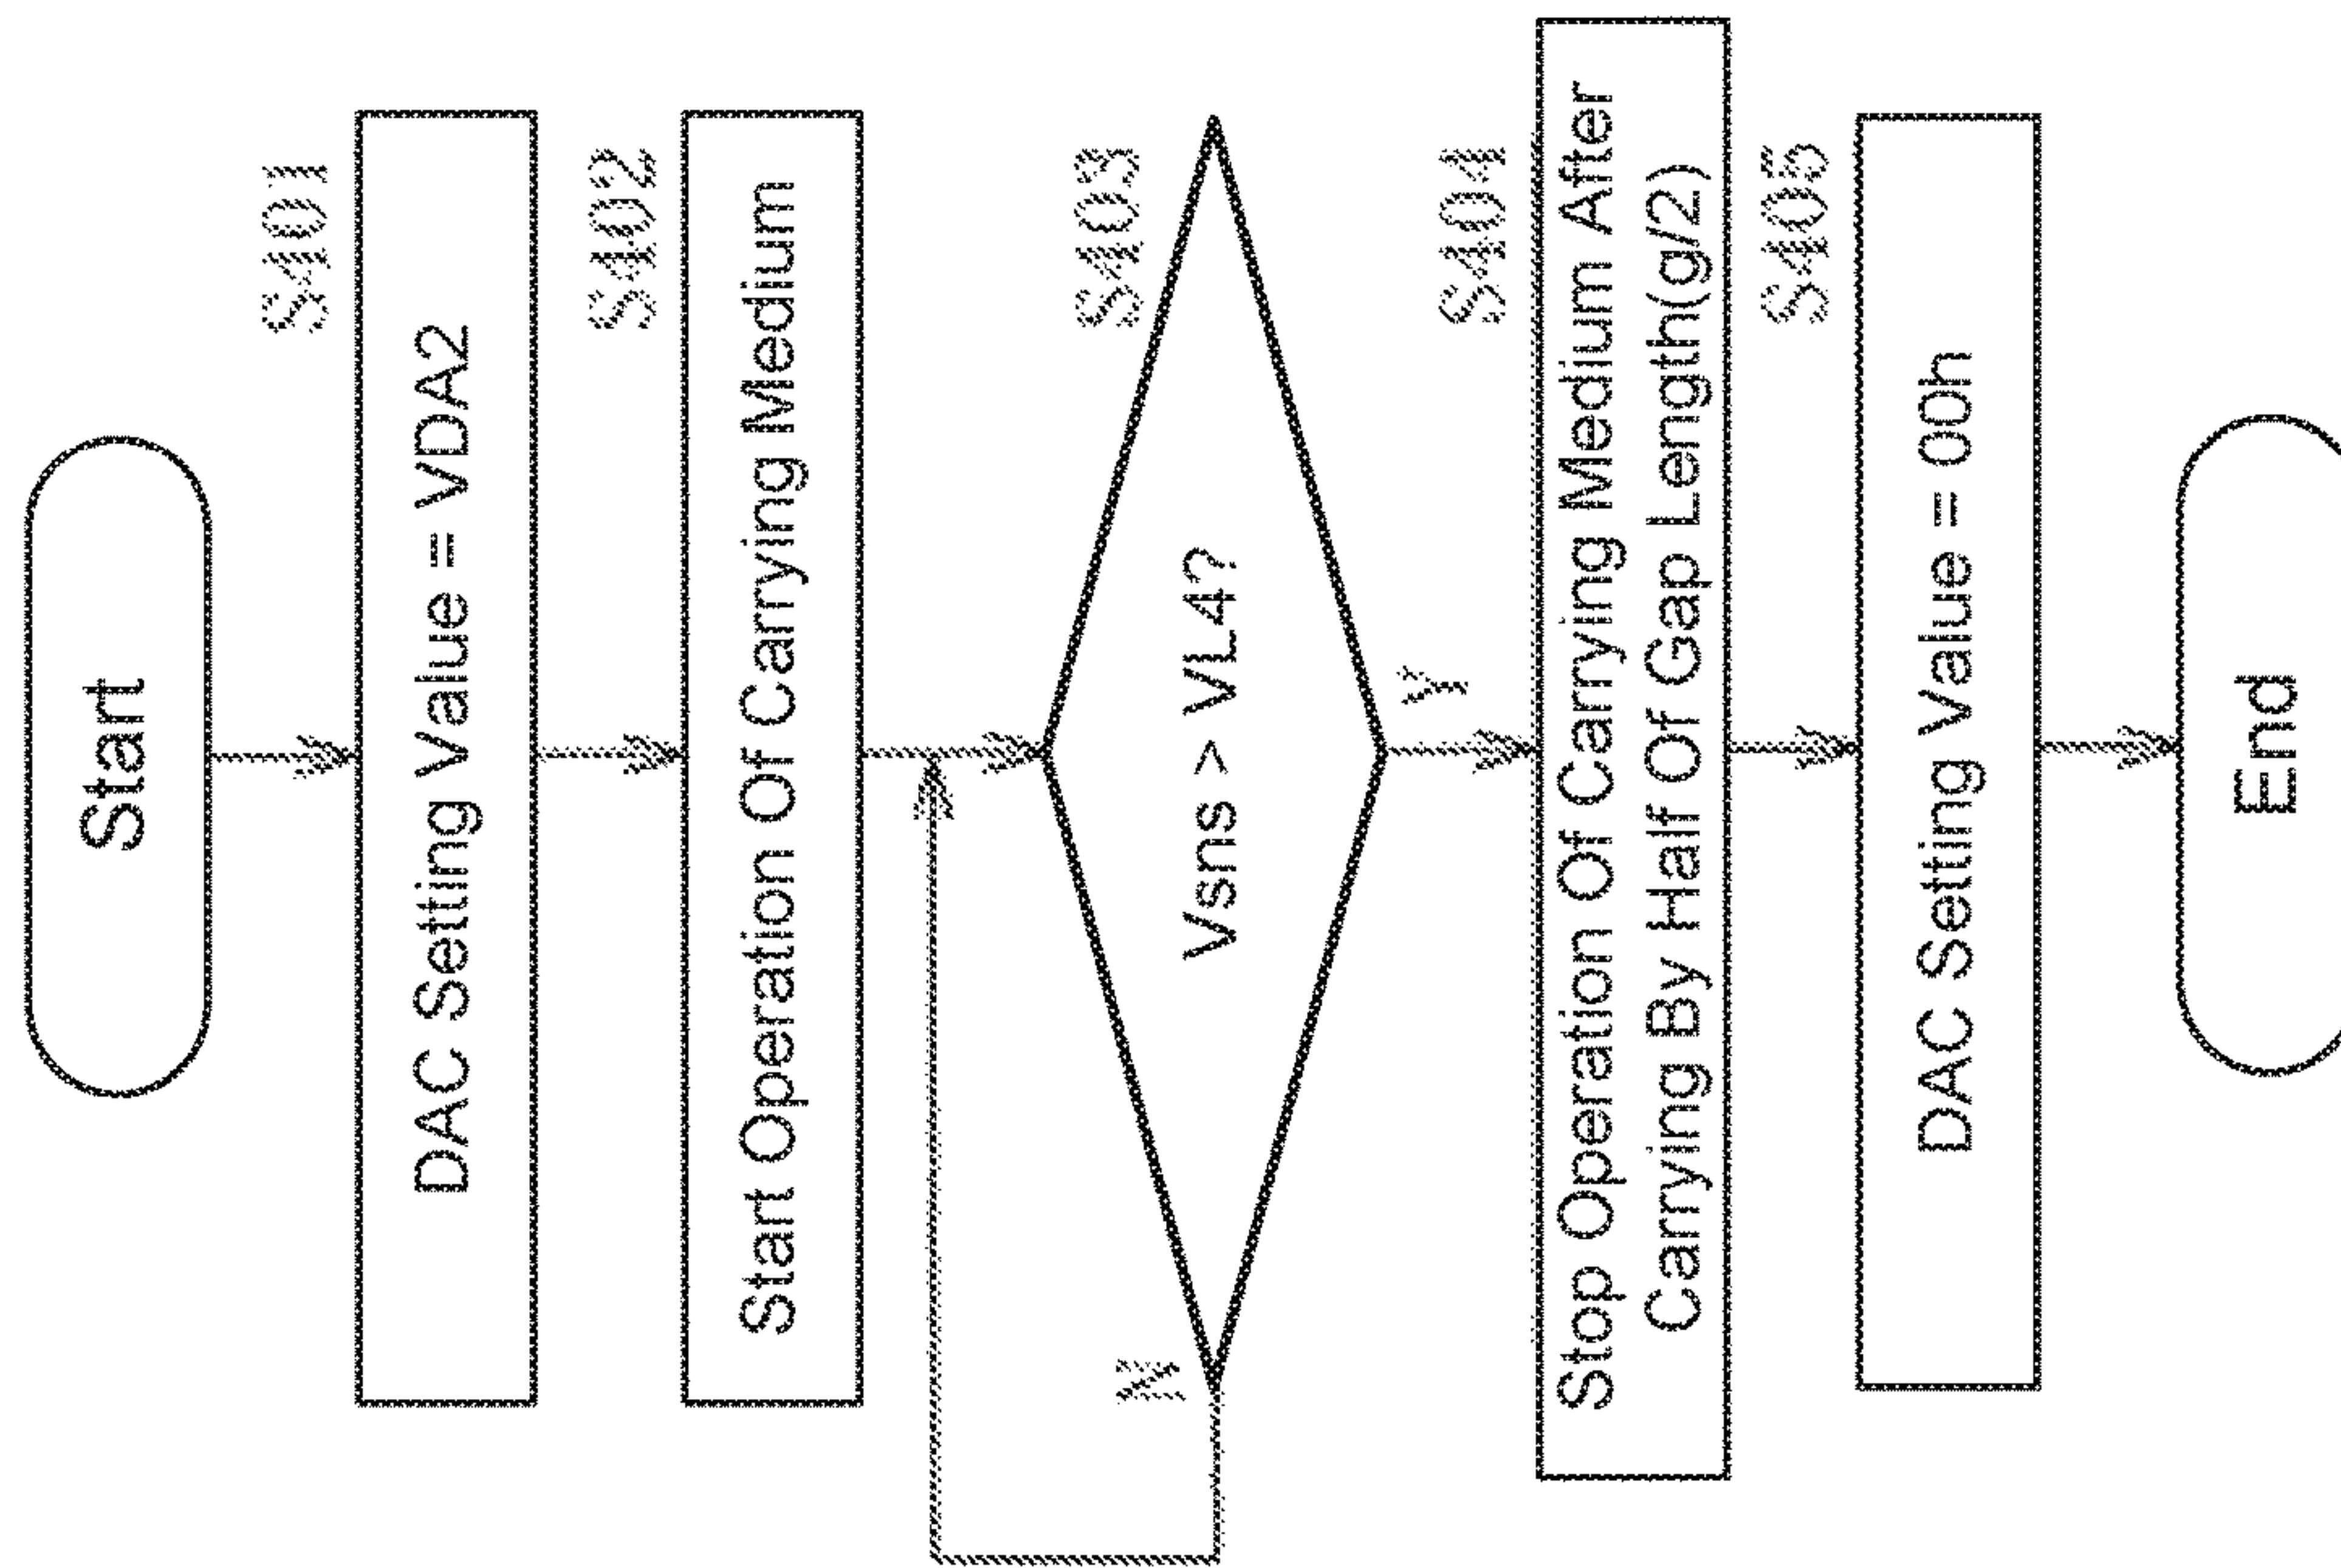 Start
S401
DAC Setting Value = VDA2
S402
Start Operation Of Carrying Medium
S403
Vsns > VL4?
N
Y
S404
Stop Operation Of Carrying Medium After
Carrying By Half Of Gap Length(g/2)
S405
DAC Setting Value = 00h
End